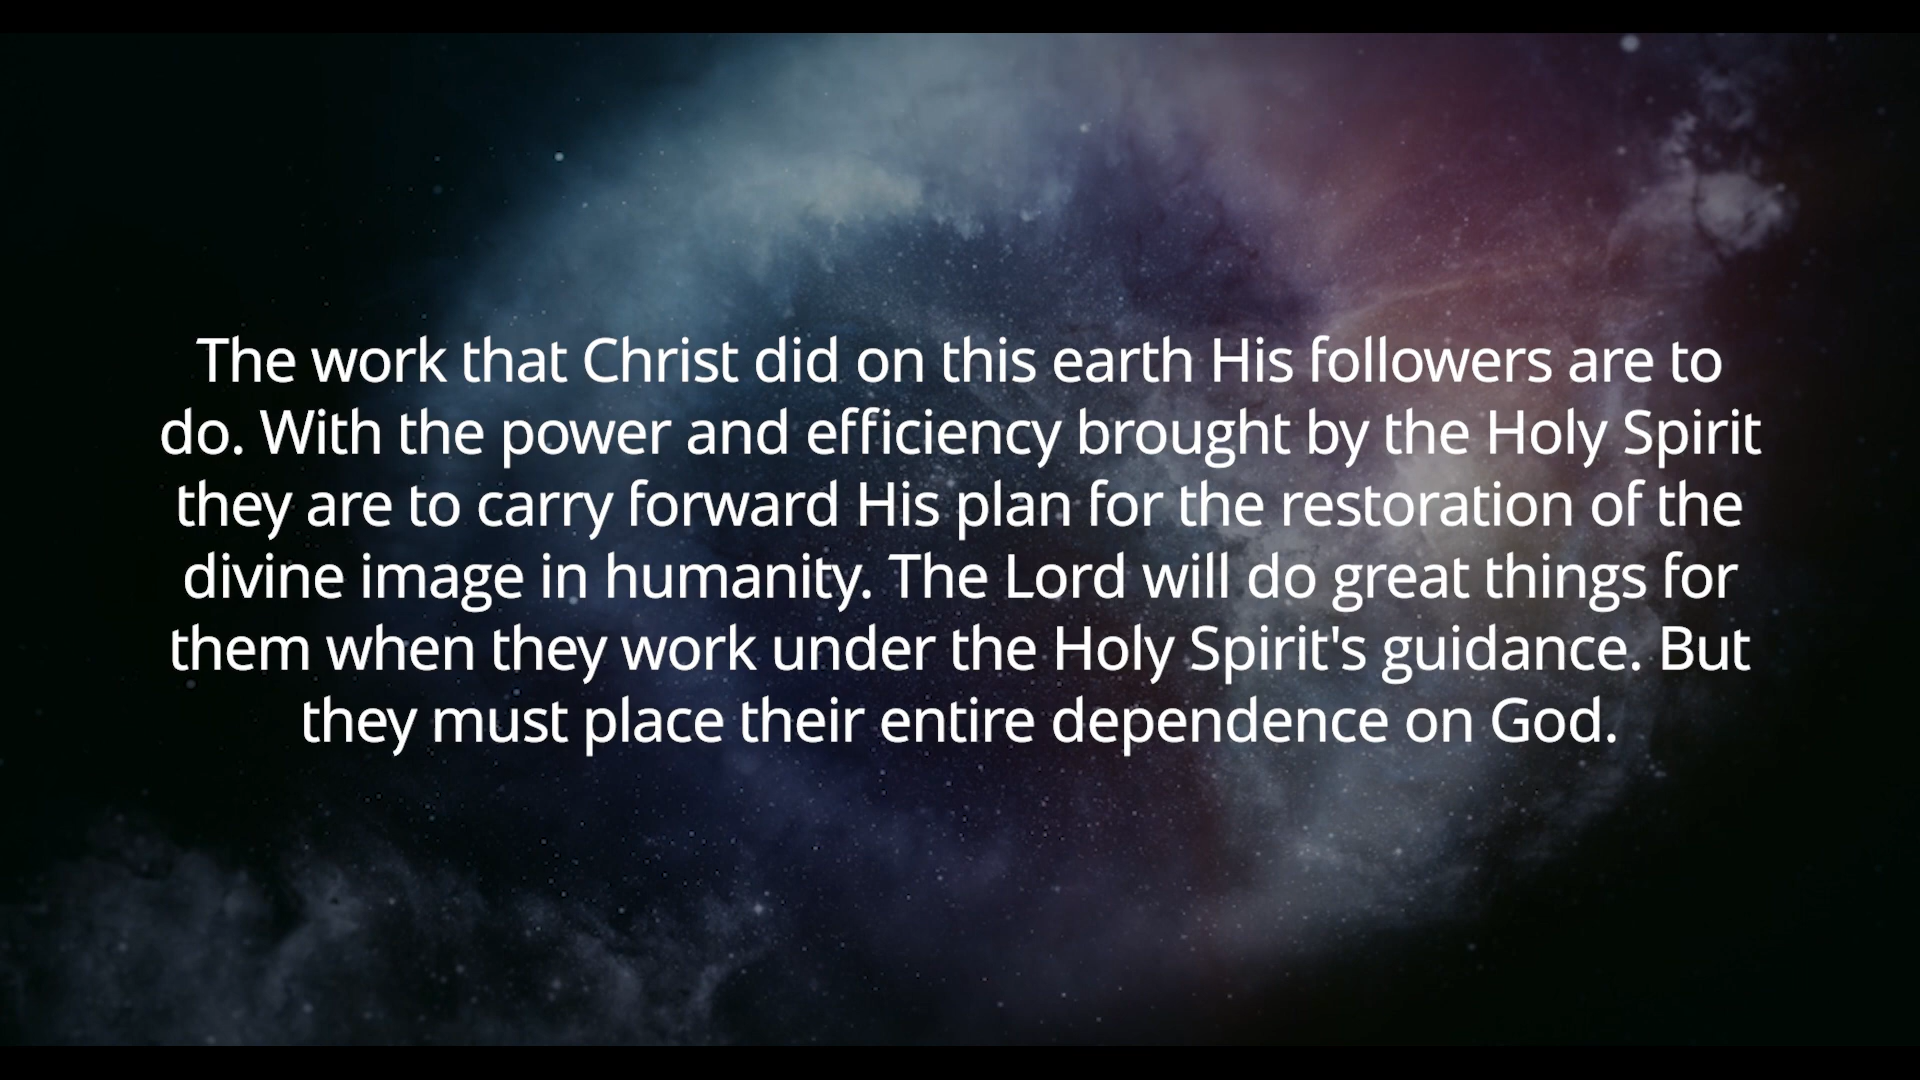 The work that Christ did on this earth His followers are to
do. With the power and efficiency brought by the Holy Spirit
they are to carry forward His plan for the restoration of the
divine image in humanity. The Lord will do great things for
them when they work under the Holy Spirit's guidance. But
they must place their entire dependence on God.